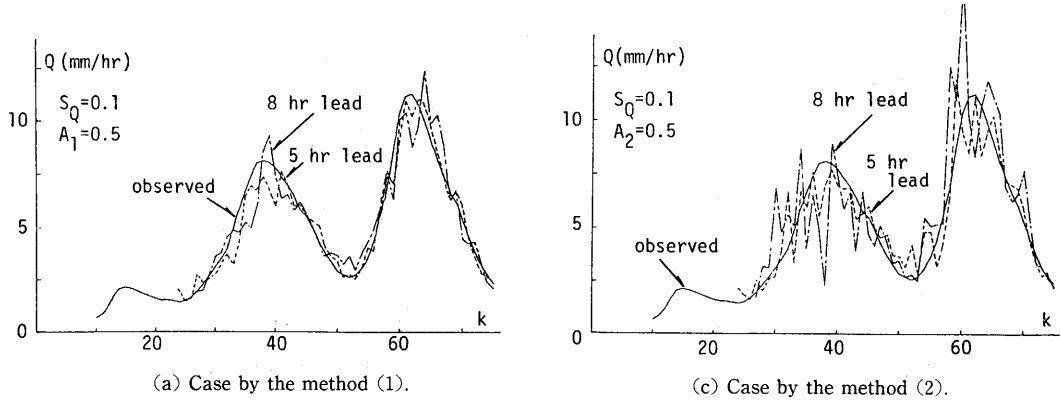 Q (mm/hr)
S_Q=0.1
A_1=0.5
8 hr lead
5 hr lead
observed
10
5
0
20
40
60
k
(a) Case by the method (1).
Q (mm/hr)
S_Q=0.1
A_2=0.5
8 hr lead
5 hr
lead
observed
10
5
0
20
40
60
k
(c) Case by the method (2).